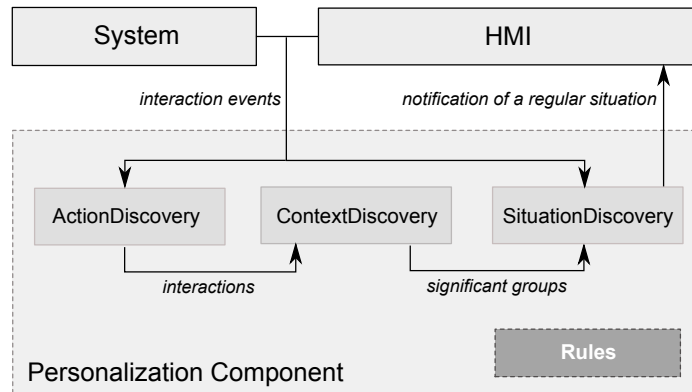 System
HMI
interaction events
notification of a regular situation
ActionDiscovery
ContextDiscovery
SituationDiscovery
interactions
significant groups
Rules
Personalization Component